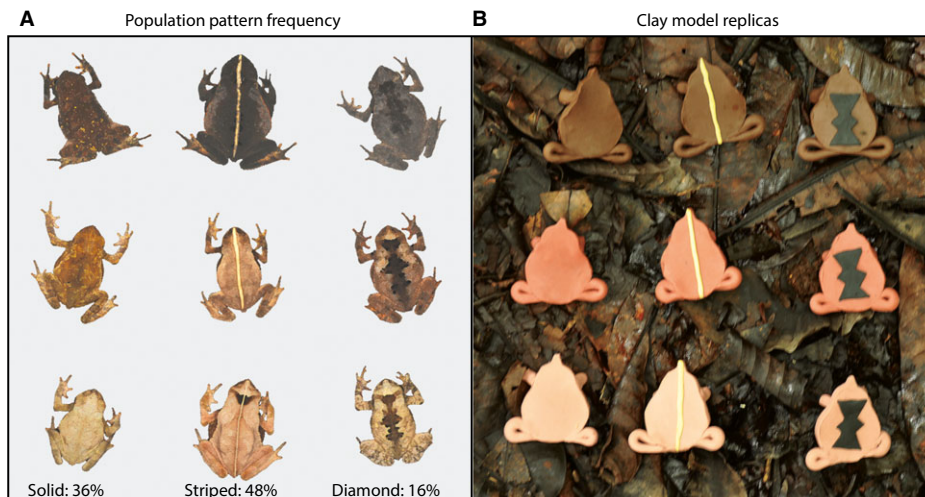 A
Population pattern frequency
B
Clay model replicas
Solid: 36%
Striped: 48%
Diamond: 16%